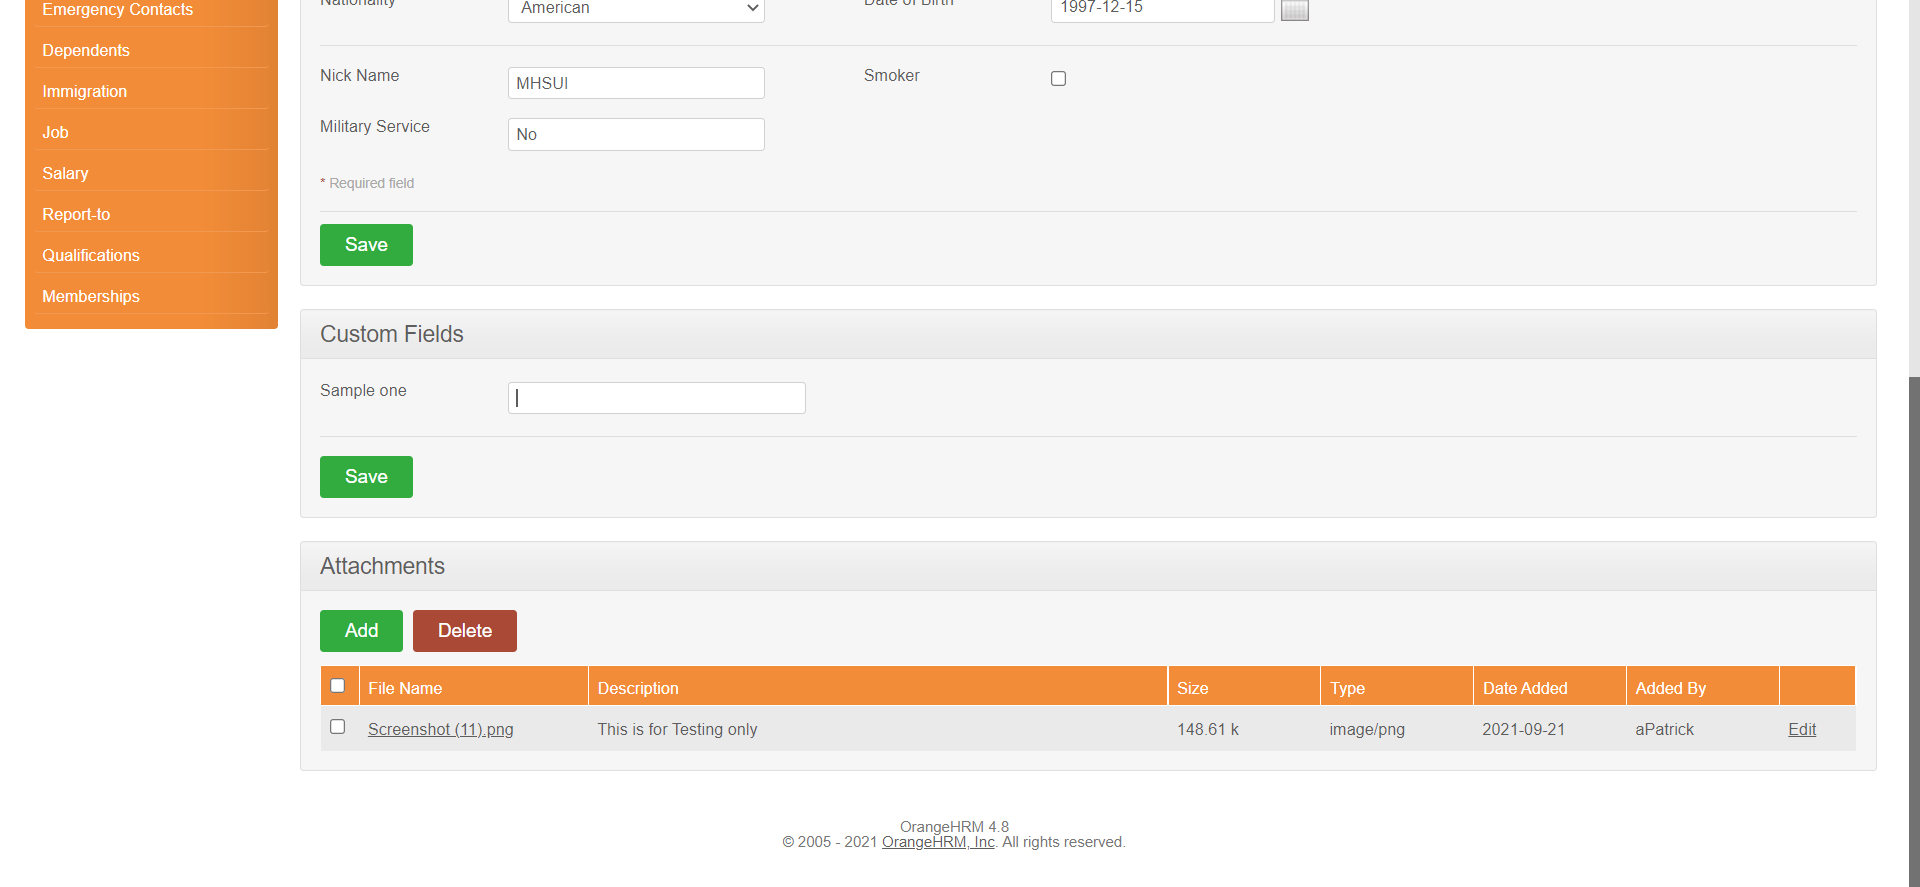 Emergency Contacts
Dependents
Immigration
Job
Salary
Report-to
Qualifications
Memberships
Nationality
American
Date of Birth
1997-12-15
Nick Name
MHSUI
Smoker
Military Service
No
* Required field
Save
Custom Fields
Sample one
Save
Attachments
Add Delete
File Name Description Size Type Date Added Added By
Screenshot (11).png This is for Testing only 148.61 k image/png 2021-09-21 aPatrick Edit
OrangeHRM 4.8
© 2005 - 2021 OrangeHRM, Inc. All rights reserved.